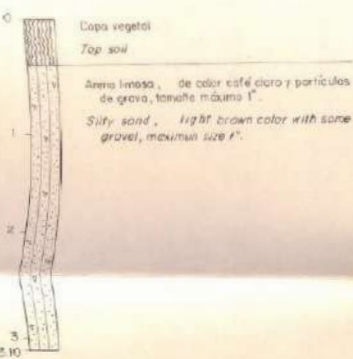 0
Capa vegetal
Top soil
Arena limosa, de color café claro y partículas
de grava, tamaño máximo 1".
Silty sand, light brown color with some
gravel, maximun size 1".
1
2
3
3.10